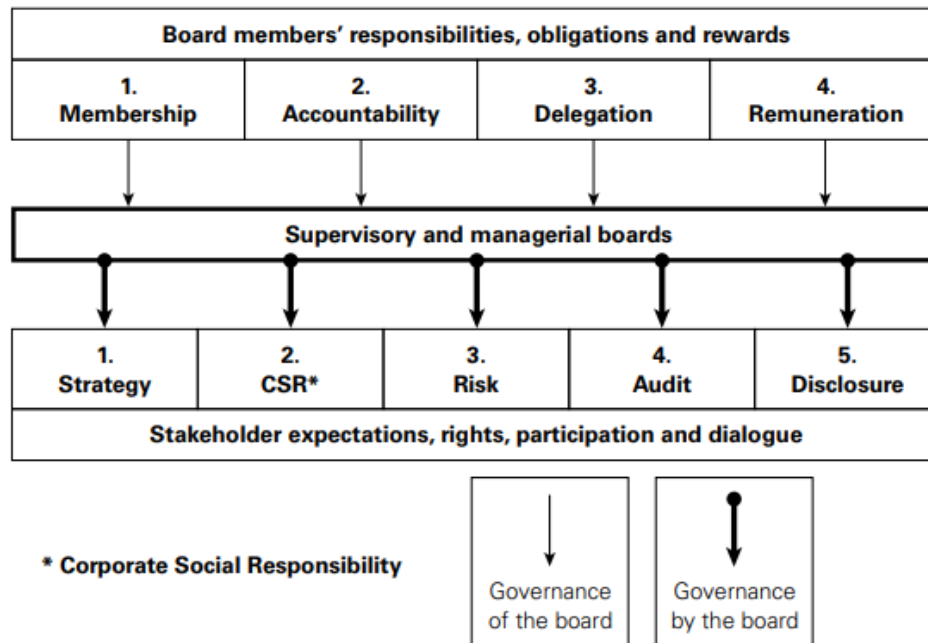 Board members’ responsibilities, obligations and rewards
1. 2. 3. 4.
Membership Accountability Delegation Remuneration
Supervisory and managerial boards
1. 2. 3. 4. 5.
Strategy CSR* Risk Audit Disclosure
Stakeholder expectations, rights, participation and dialogue
* Corporate Social Responsibility
Governance
of the board
Governance
by the board